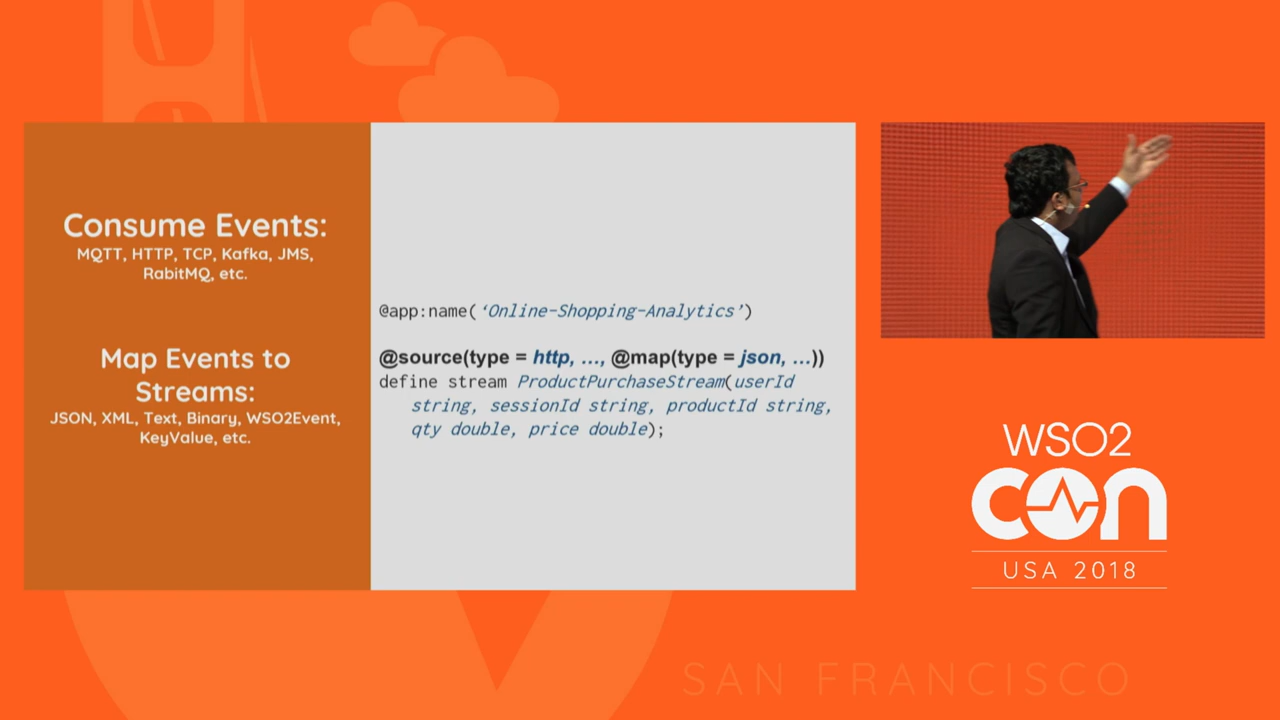 Consume Events:
MQTT, HTTP, TCP, Kafka, JMS,
RabitMQ, etc.
Map Events to
Streams:
JSON, XML, Text, Binary, WSO2Event,
KeyValue, etc.
@app:name(‘Online-Shopping-Analytics’)
@source(type = http, …, @map(type = json, …))
define stream ProductPurchaseStream(userId
string, sessionId string, productId string,
qty double, price double);
WSO2
con
USA 2018
SAN FRANCISCO